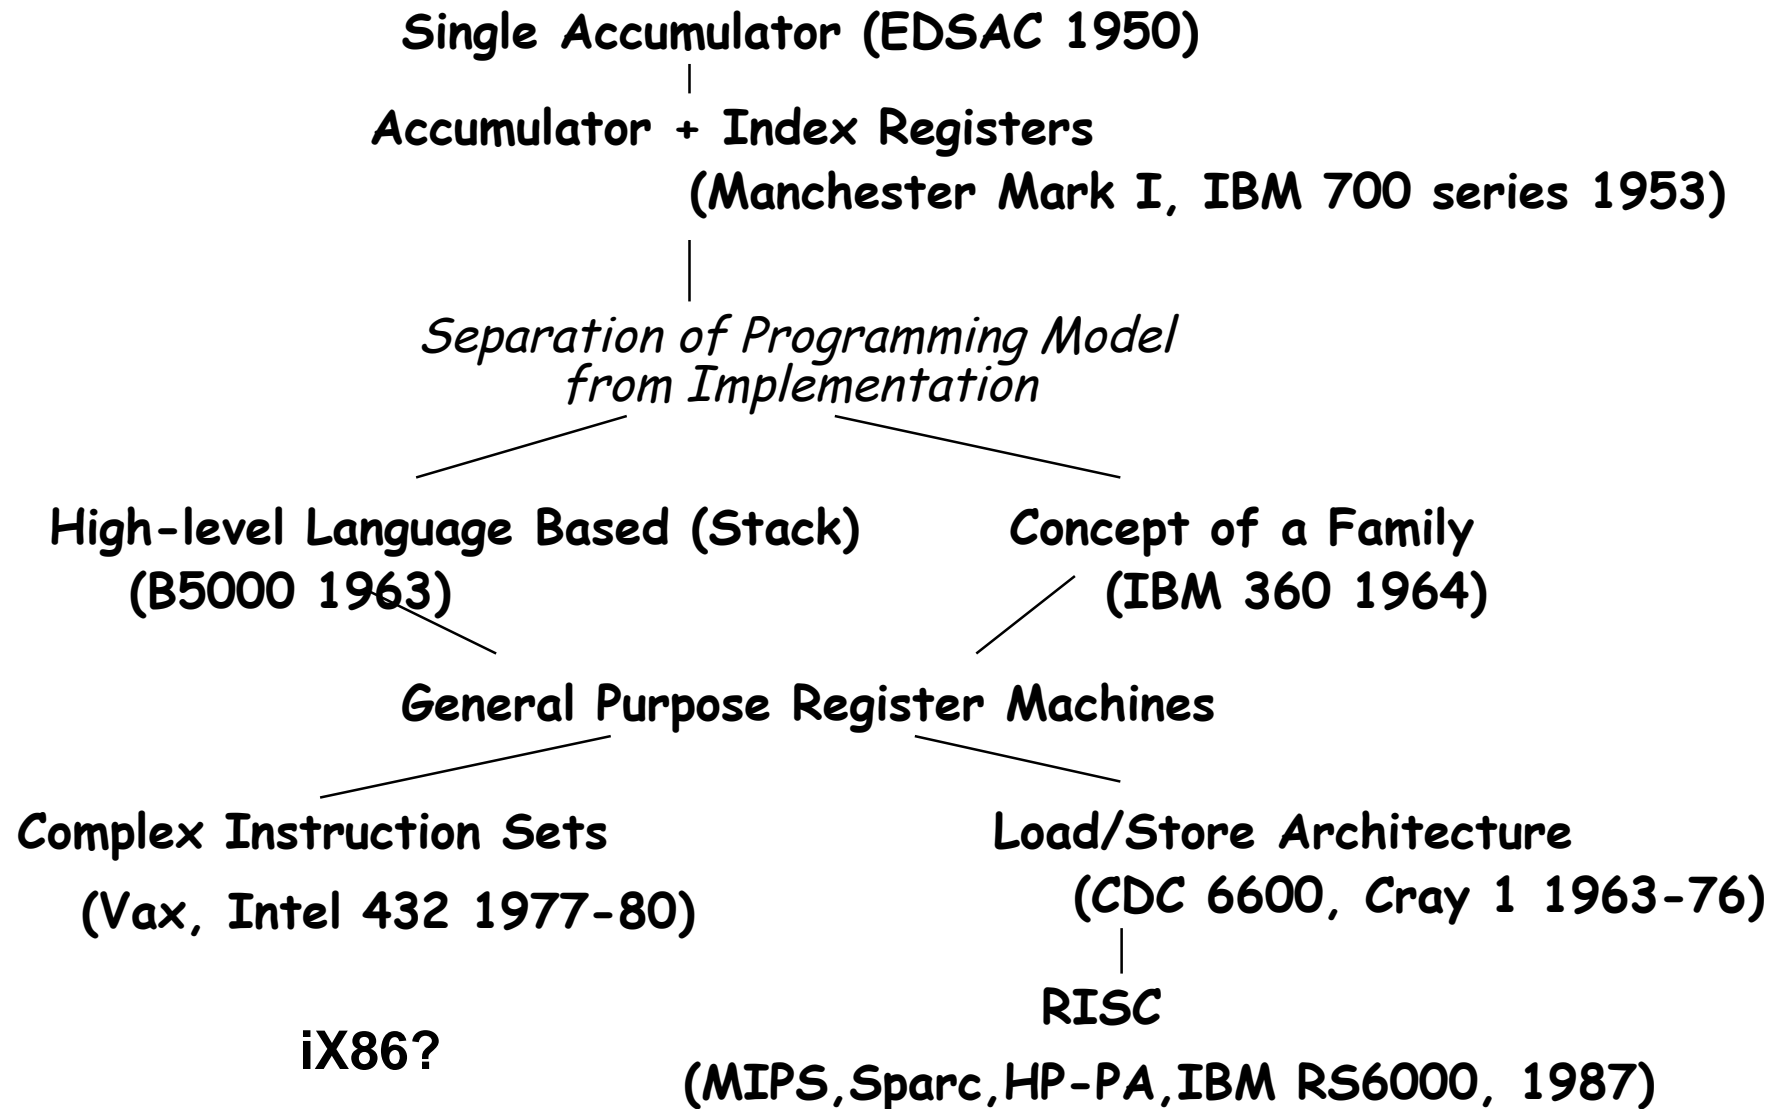 Single Accumulator (EDSAC 1950)
Accumulator + Index Registers
(Manchester Mark I, IBM 700 series 1953)
Separation of Programming Model
from Implementation
High-level Language Based (Stack)
(B5000 1963)
Concept of a Family
(IBM 360 1964)
General Purpose Register Machines
Complex Instruction Sets
(Vax, Intel 432 1977-80)
Load/Store Architecture
(CDC 6600, Cray 1 1963-76)
RISC
(MIPS,Sparc,HP-PA,IBM RS6000, 1987)
iX86?